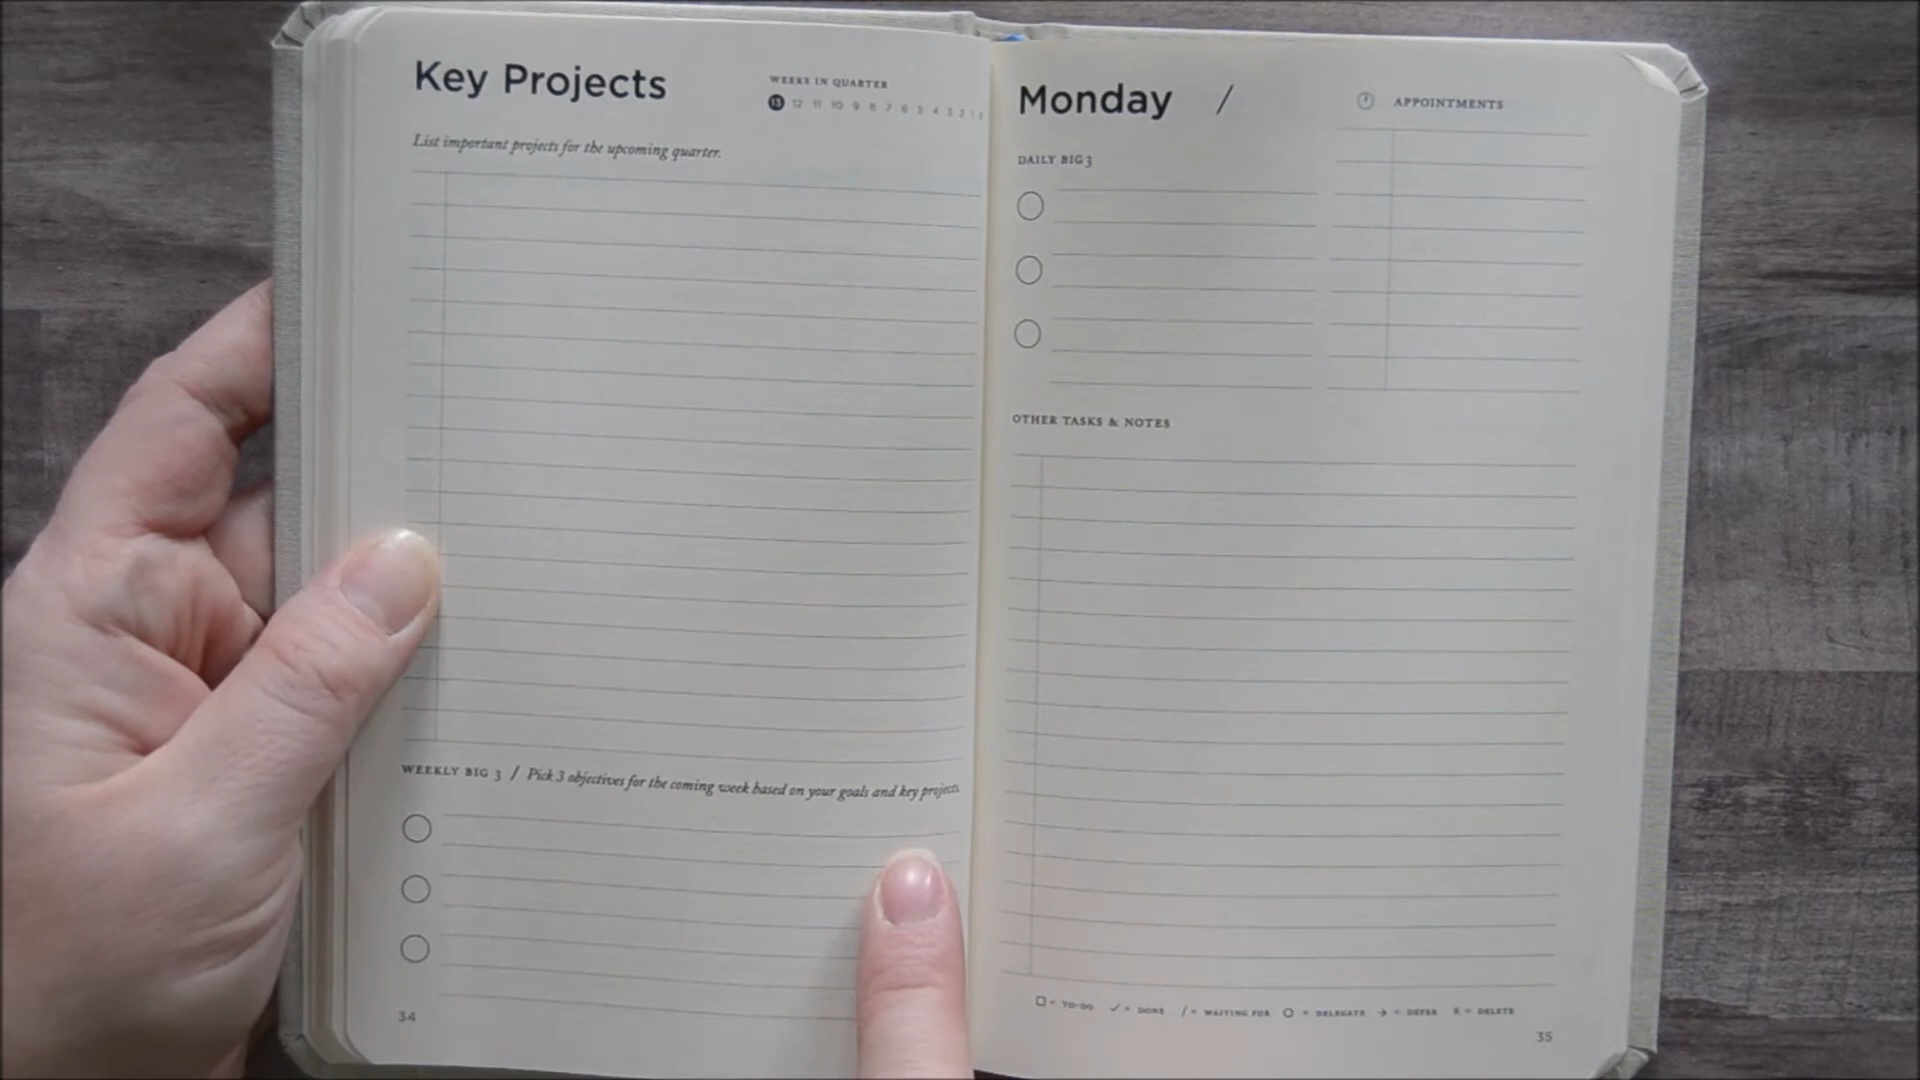 Key Projects
WEEKS IN QUARTER
13 12 11 10 9 8 7 6 5 4 3 2 1
List important projects for the upcoming quarter.
WEEKLY BIG 3 / Pick 3 objectives for the coming week based on your goals and key projects.
34
Monday /
APPOINTMENTS
DAILY BIG 3
OTHER TASKS & NOTES
□ = TO-DO ✓ = DONE / = WAITING FOR ○ = DELEGATE → = DEFER X = DELETE
35